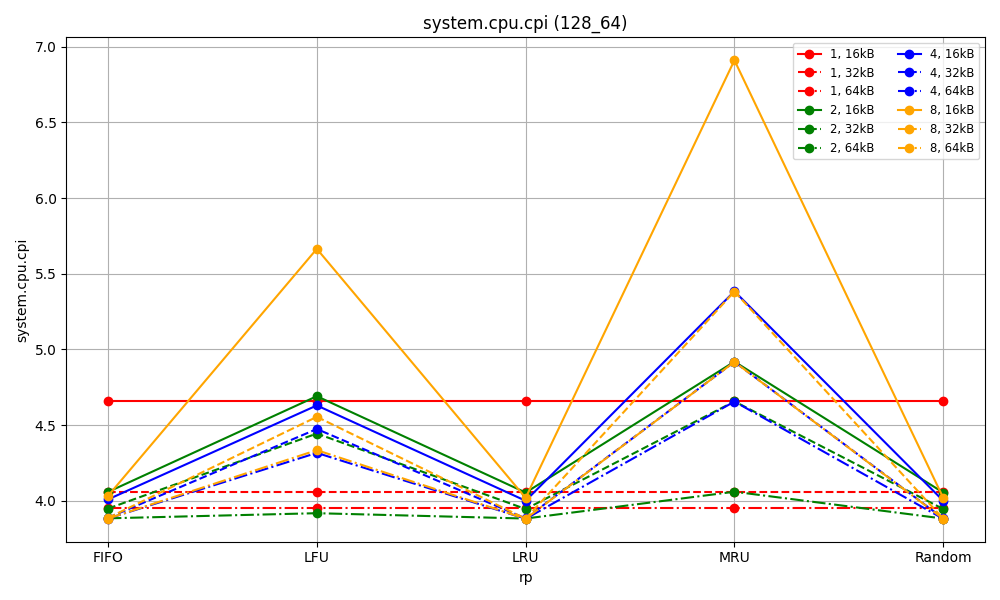 system.cpu.cpi (128_64)
7.0
6.5
6.0
5.5
5.0
4.5
4.0
system.cpu.cpi
1, 16kB
1, 32kB
1, 64kB
2, 16kB
2, 32kB
2, 64kB
4, 16kB
4, 32kB
4, 64kB
8, 16kB
8, 32kB
8, 64kB
FIFO
LFU
LRU
MRU
Random
rp